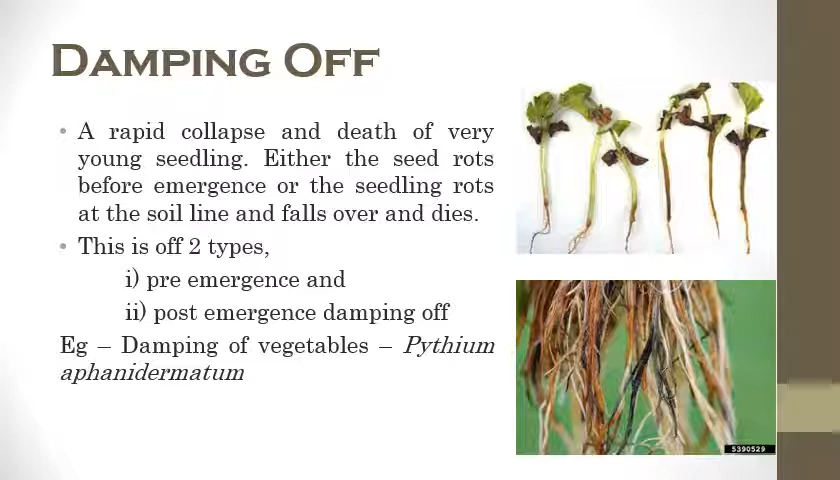 DAMPING OFF
• A rapid collapse and death of very
young seedling. Either the seed rots
before emergence or the seedling rots
at the soil line and falls over and dies.
• This is off 2 types,
i) pre emergence and
ii) post emergence damping off
Eg – Damping of vegetables – Pythium
aphanidermatum
5390529